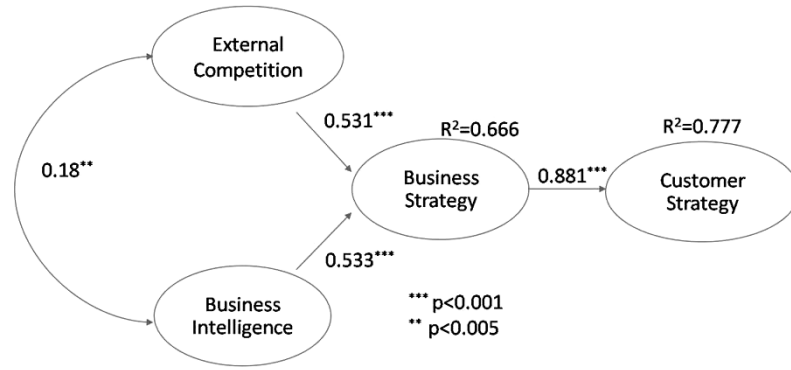 External
Competition
0.531***
R²=0.666
R²=0.777
0.18**
Business
Strategy
0.881***
Customer
Strategy
0.533***
Business
Intelligence
*** p<0.001
** p<0.005